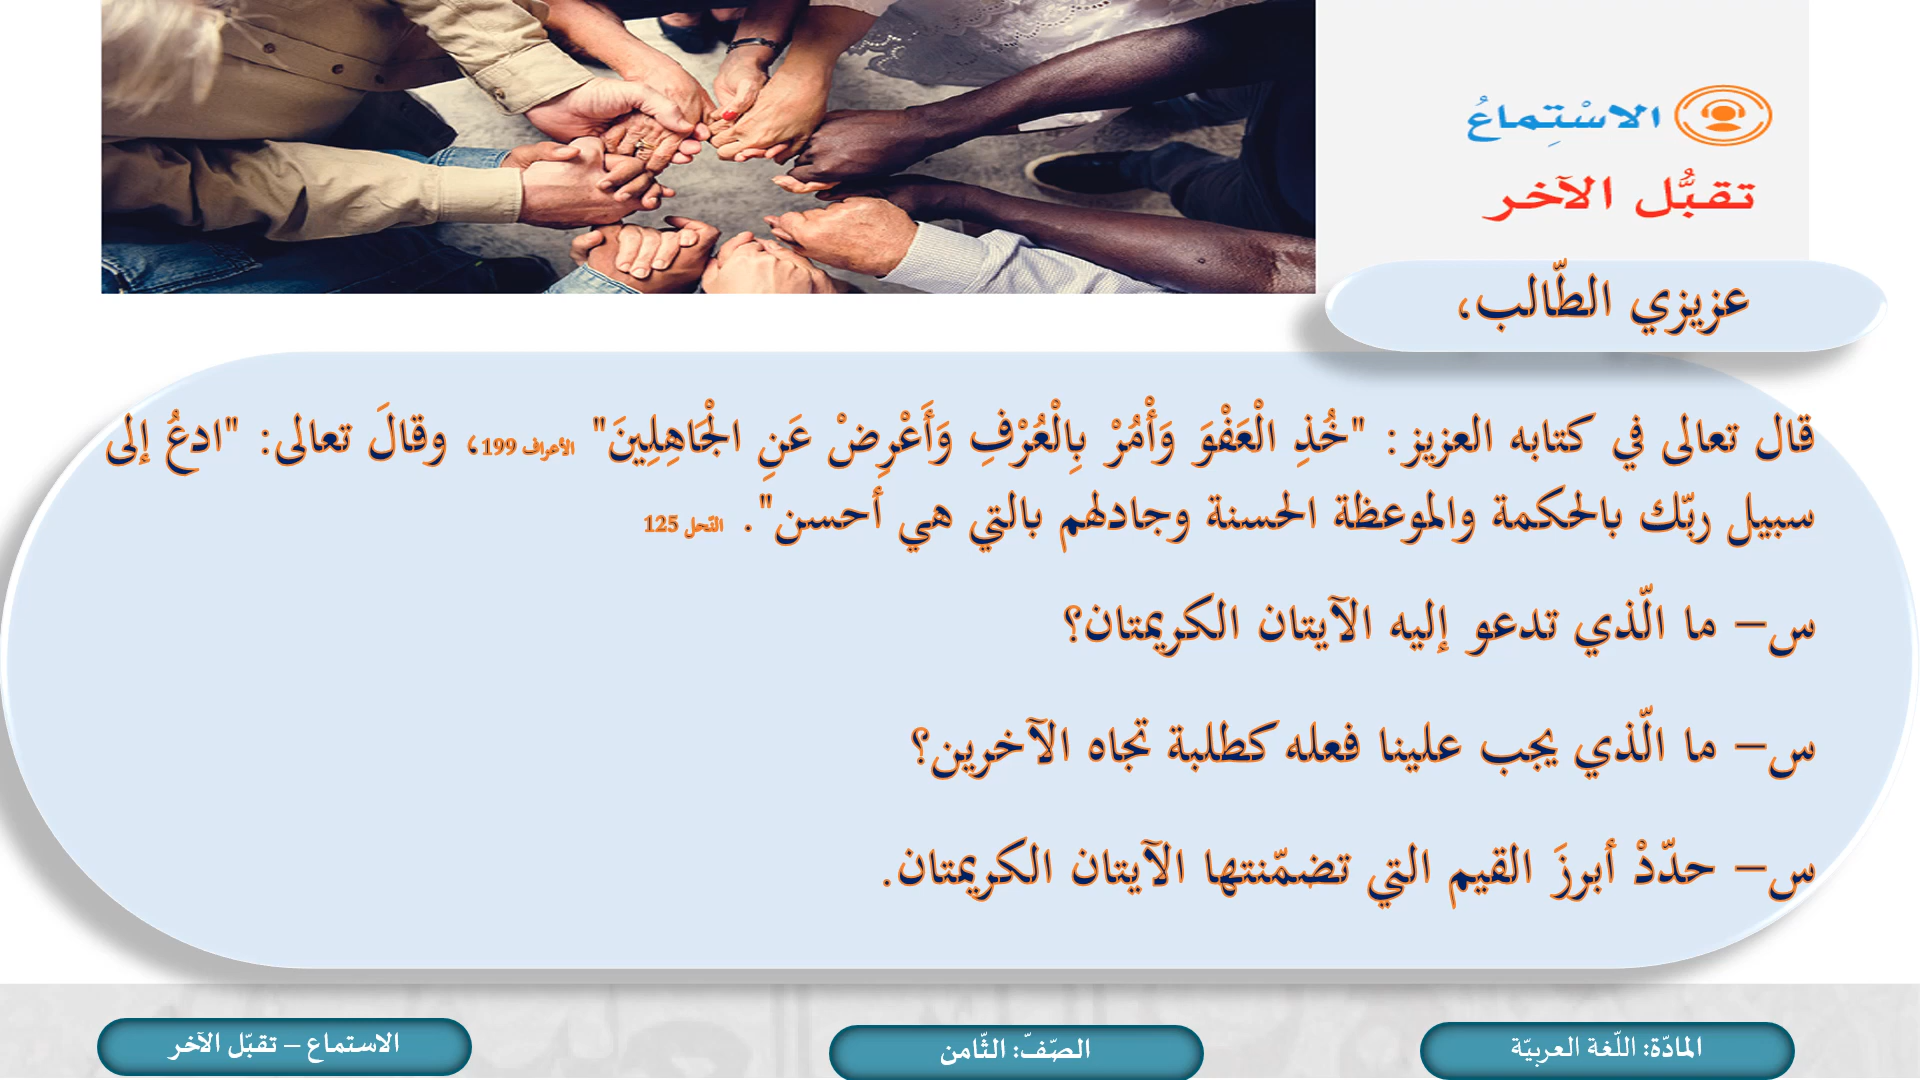 الاسْتِماعُ
تقبُّل الآخر
عزيزي الطّالب،
قال تعالى في كتابه العزيز: "خُذِ الْعَفْوَ وَأْمُرْ بِالْعُرْفِ وَأَعْرِضْ عَنِ الْجَاهِلِينَ" الأعراف 199، وقالَ تعالى: "ادعُ إلى
سبيل ربّك بالحكمة والموعظة الحسنة وجادلهم بالتي هي أحسن". النّحل 125
س– ما الّذي تدعو إليه الآيتان الكريمتان؟
س– ما الّذي يجب علينا فعله كطلبة تجاه الآخرين؟
س– حدّدْ أبرزَ القيم التي تضمّنتها الآيتان الكريمتان.
المادّة: اللّغة العربيّة
الصّفّ: الثّامن
الاستماع – تقبّل الآخر